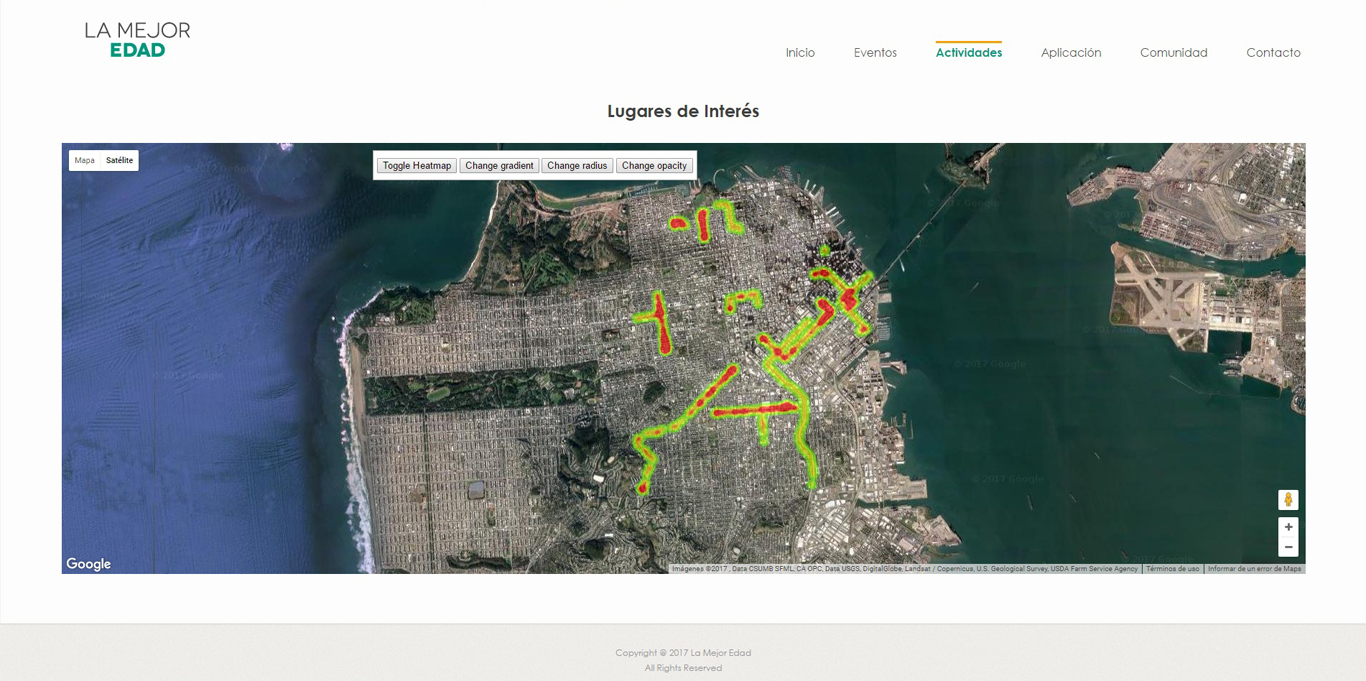 LA MEJOR
EDAD
Inicio
Eventos
Actividades
Aplicación
Comunidad
Contacto
Lugares de Interés
Mapa
Satélite
Toggle Heatmap
Change gradient
Change radius
Change opacity
© 2017 Google
© 2017 Google
© 2017 Google
+
−
Google
Imágenes ©2017 , Data CSUMB SFML, CA OPC, Data USGS, DigitalGlobe, Landsat / Copernicus, U.S. Geological Survey, USDA Farm Service Agency
Términos de uso
Informar de un error de Maps
Copyright @ 2017 La Mejor Edad
All Rights Reserved